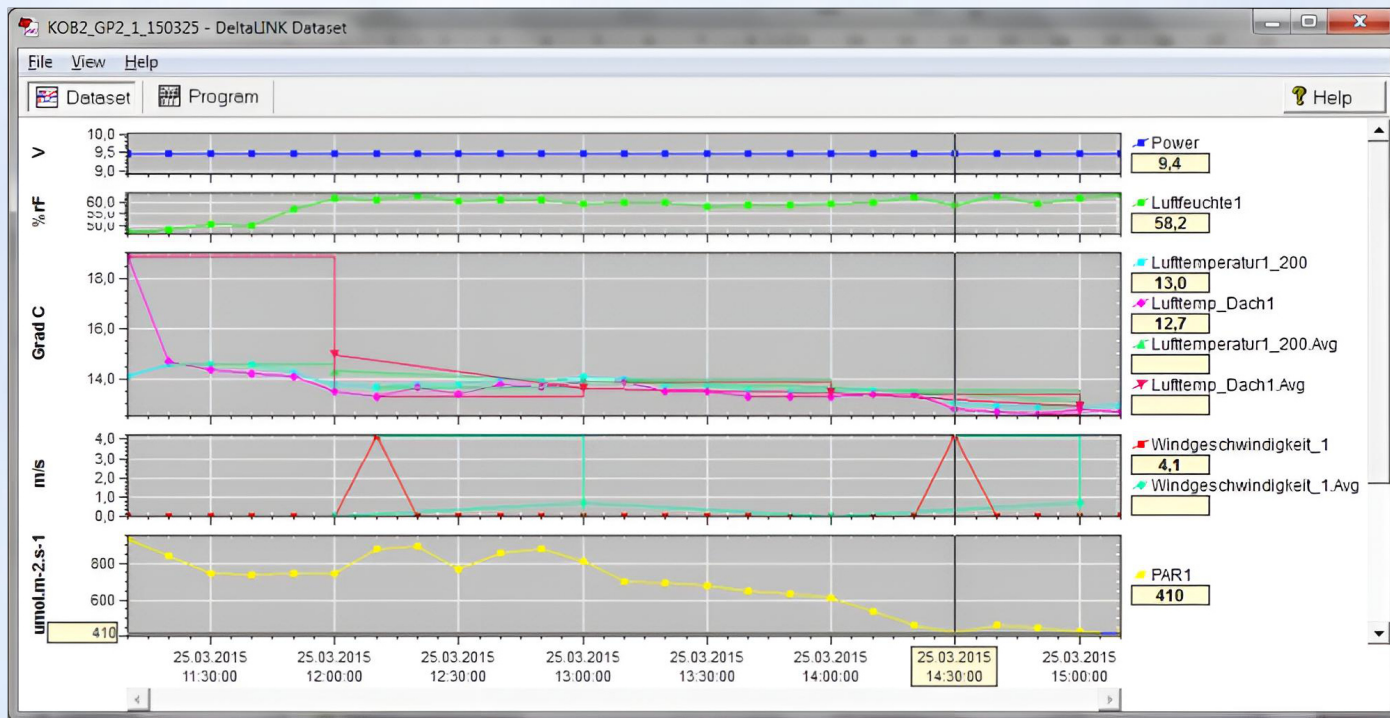 KOB2_GP2_1_150325 - DeltaLINK Dataset
File View Help
Dataset Program Help
V
10,0
9,5
9,0
Power
9,4
%rF
60,0
55,0
50,0
Luftfeuchte1
58,2
Grad C
18,0
16,0
14,0
Lufttemperatur1_200
13,0
Lufttemp_Dach1
12,7
Lufttemperatur1_200.Avg
Lufttemp_Dach1.Avg
m/s
4,0
3,0
2,0
1,0
0,0
Windgeschwindigkeit_1
4,1
Windgeschwindigkeit_1.Avg
umol.m-2.s-1
800
600
410
PAR1
410
25.03.2015 25.03.2015 25.03.2015 25.03.2015 25.03.2015 25.03.2015 25.03.2015 25.03.2015
11:30:00 12:00:00 12:30:00 13:00:00 13:30:00 14:00:00 14:30:00 15:00:00